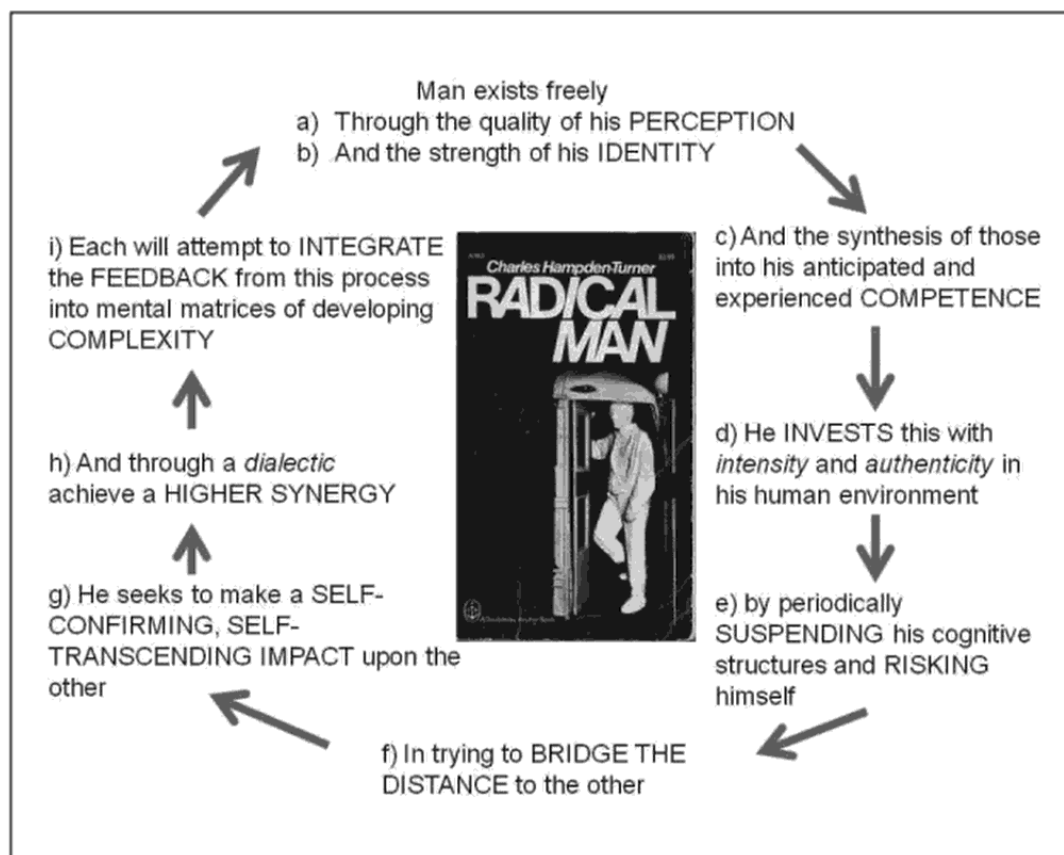 Man exists freely
a) Through the quality of his PERCEPTION
b) And the strength of his IDENTITY
c) And the synthesis of those
into his anticipated and
experienced COMPETENCE
d) He INVESTS this with
intensity and authenticity in
his human environment
e) by periodically
SUSPENDING his cognitive
structures and RISKING
himself
f) In trying to BRIDGE THE
DISTANCE to the other
g) He seeks to make a SELF-
CONFIRMING, SELF-
TRANSCENDING IMPACT upon the
other
h) And through a dialectic
achieve a HIGHER SYNERGY
i) Each will attempt to INTEGRATE
the FEEDBACK from this process
into mental matrices of developing
COMPLEXITY
Charles Hampden-Turner
RADICAL
MAN